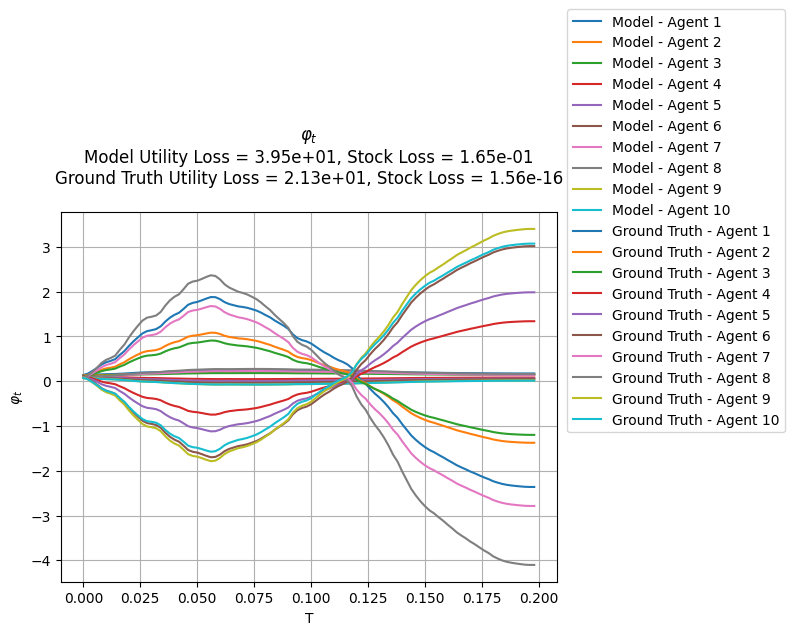 Model - Agent 1
Model - Agent 2
Model - Agent 3
Model - Agent 4
Model - Agent 5
Model - Agent 6
Model - Agent 7
Model - Agent 8
Model - Agent 9
Model - Agent 10
Ground Truth - Agent 1
Ground Truth - Agent 2
Ground Truth - Agent 3
Ground Truth - Agent 4
Ground Truth - Agent 5
Ground Truth - Agent 6
Ground Truth - Agent 7
Ground Truth - Agent 8
Ground Truth - Agent 9
Ground Truth - Agent 10
φₜ
Model Utility Loss = 3.95e+01, Stock Loss = 1.65e-01
Ground Truth Utility Loss = 2.13e+01, Stock Loss = 1.56e-16
φₜ
3
2
1
0
−1
−2
−3
−4
0.000 0.025 0.050 0.075 0.100 0.125 0.150 0.175 0.200
T